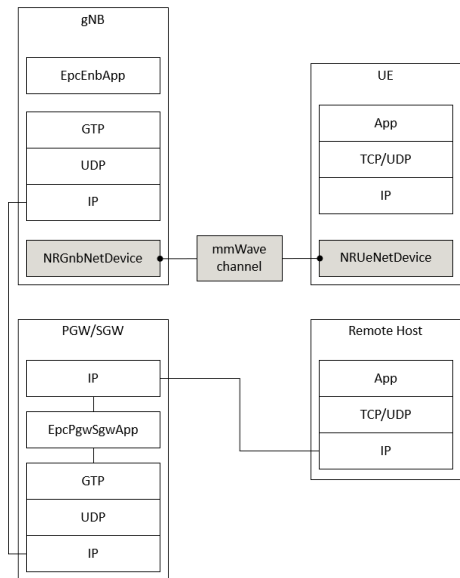 gNB
EpcEnbApp
GTP
UDP
IP
NRGnbNetDevice
mmWave
channel
UE
App
TCP/UDP
IP
NRUeNetDevice
PGW/SGW
IP
EpcPgwSgwApp
GTP
UDP
IP
Remote Host
App
TCP/UDP
IP